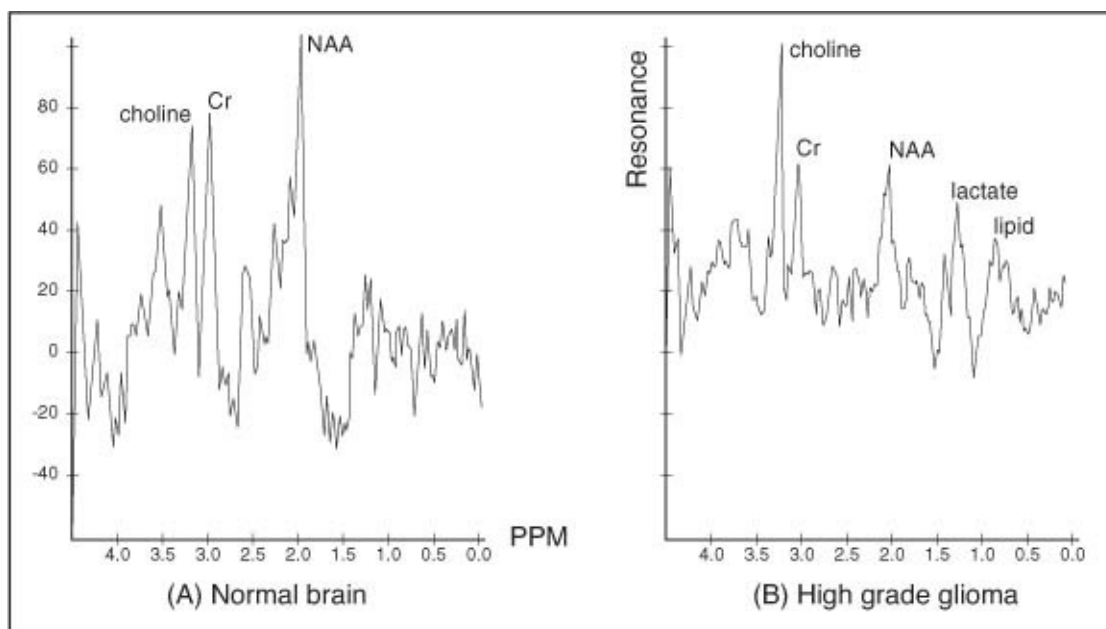 NAA
Cr
choline
80
60
40
20
0
-20
-40
4.0 3.5 3.0 2.5 2.0 1.5 1.0 0.5 0.0
PPM
(A) Normal brain
Resonance
choline
Cr
NAA
lactate
lipid
4.0 3.5 3.0 2.5 2.0 1.5 1.0 0.5 0.0
(B) High grade glioma